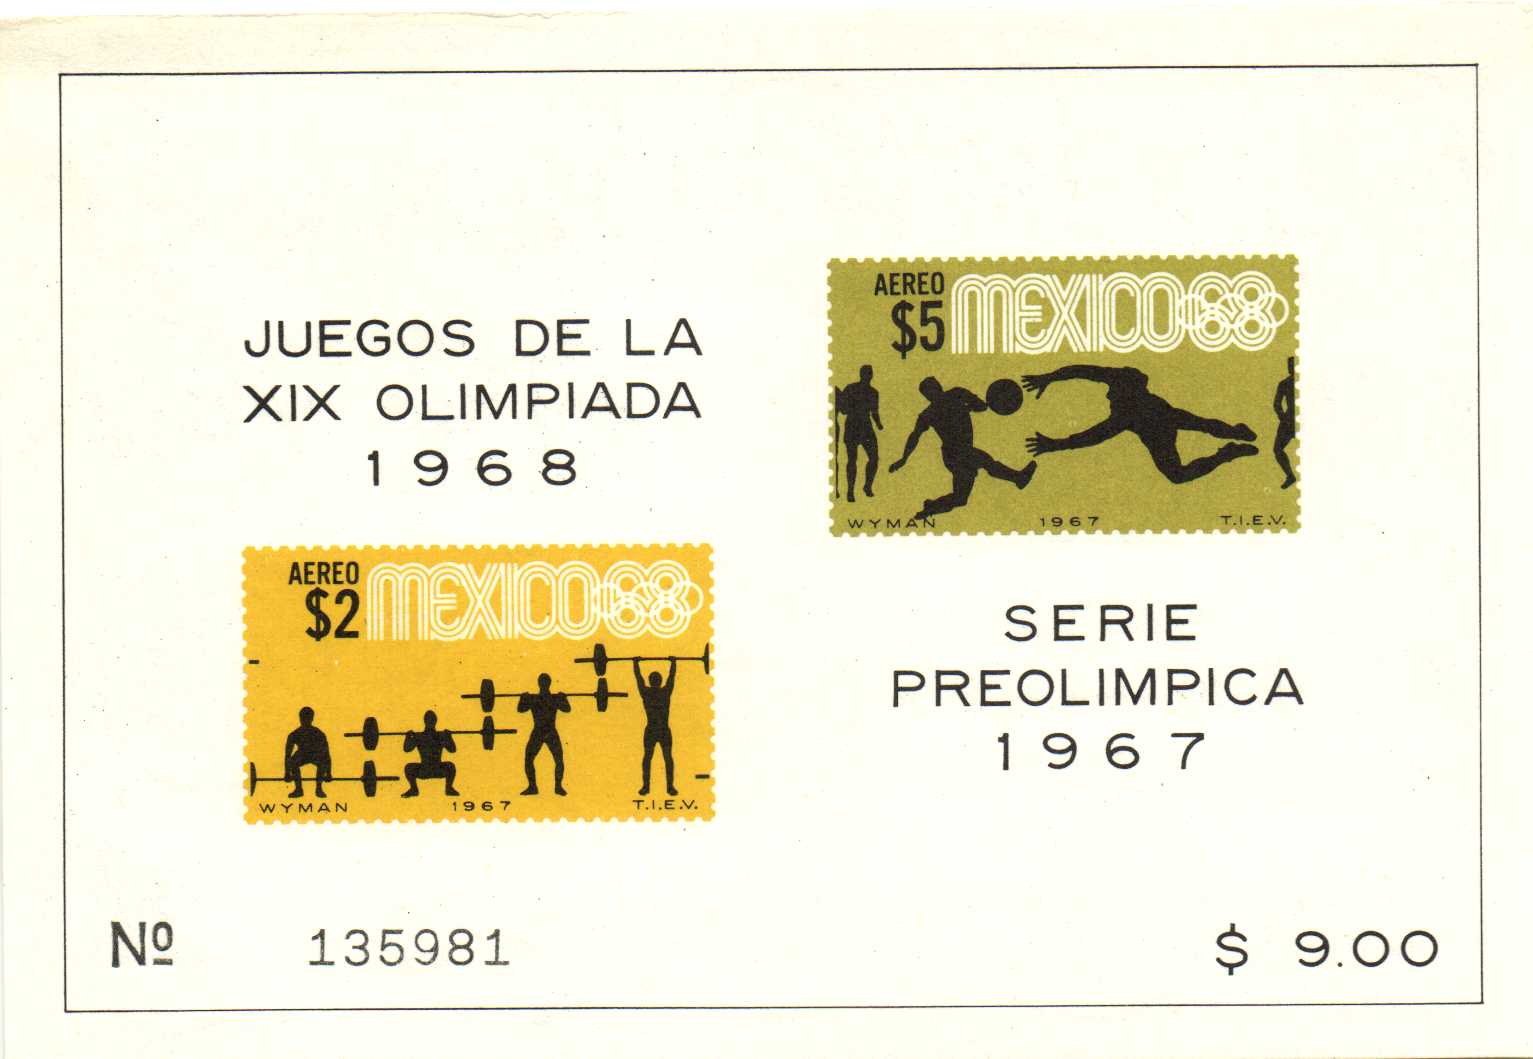 JUEGOS DE LA
XIX OLIMPIADA
1968
AEREO
$5
MEXICO68
WYMAN 1967 T.I.E.V.
AEREO
$2
MEXICO68
WYMAN 1967 T.I.E.V.
SERIE
PREOLIMPICA
1967
Nº 135981
$ 9.00